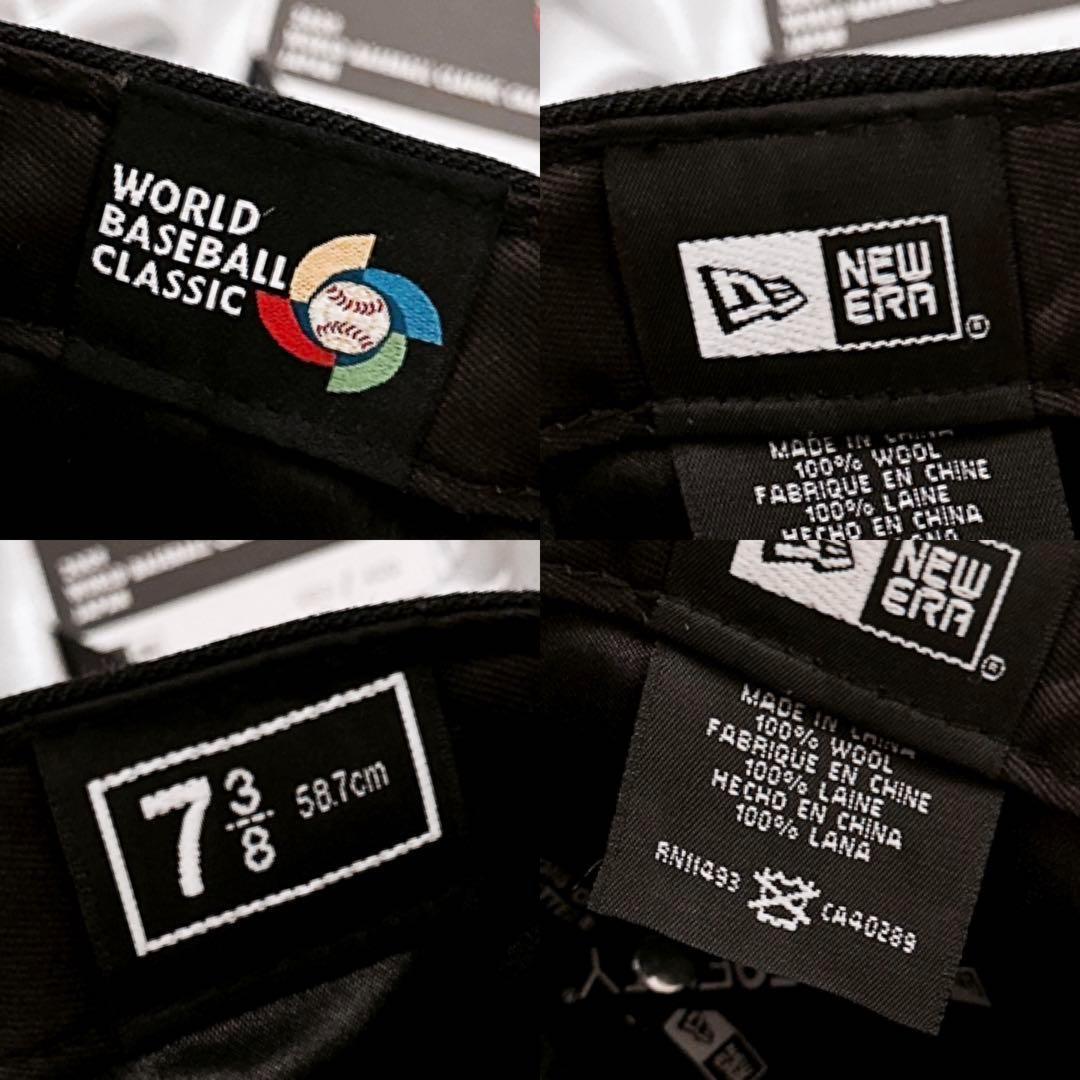 WORLD
BASEBALL
CLASSIC
NEW
ERA
®
MADE IN CHINA
100% WOOL
FABRIQUE EN CHINE
100% LAINE
HECHO EN CHINA
7 3/8 58.7cm
NEW
ERA
®
MADE IN CHINA
100% WOOL
FABRIQUE EN CHINE
100% LAINE
HECHO EN CHINA
100% LANA
RN11493 CA40289